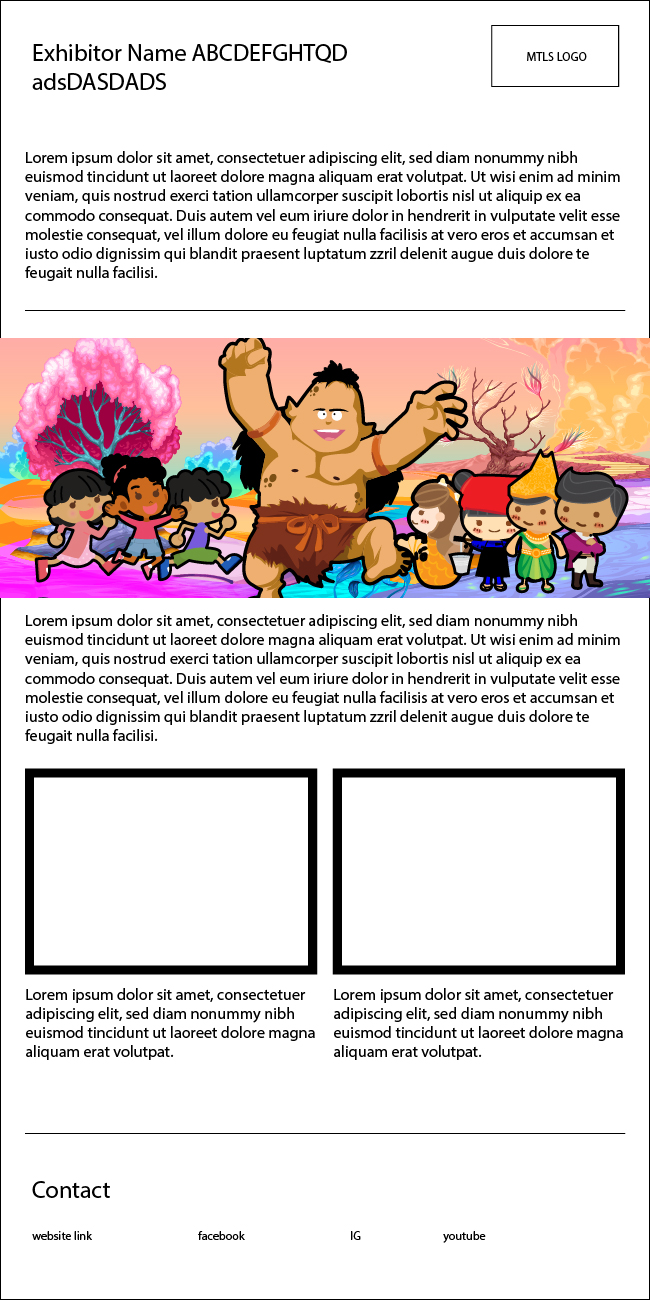 Exhibitor Name ABCDEFGHTQD
adsDASDADS
MTLS LOGO
Lorem ipsum dolor sit amet, consectetuer adipiscing elit, sed diam nonummy nibh
euismod tincidunt ut laoreet dolore magna aliquam erat volutpat. Ut wisi enim ad minim
veniam, quis nostrud exerci tation ullamcorper suscipit lobortis nisl ut aliquip ex ea
commodo consequat. Duis autem vel eum iriure dolor in hendrerit in vulputate velit esse
molestie consequat, vel illum dolore eu feugiat nulla facilisis at vero eros et accumsan et
iusto odio dignissim qui blandit praesent luptatum zzril delenit augue duis dolore te
feugait nulla facilisi.
Lorem ipsum dolor sit amet, consectetuer adipiscing elit, sed diam nonummy nibh
euismod tincidunt ut laoreet dolore magna aliquam erat volutpat. Ut wisi enim ad minim
veniam, quis nostrud exerci tation ullamcorper suscipit lobortis nisl ut aliquip ex ea
commodo consequat. Duis autem vel eum iriure dolor in hendrerit in vulputate velit esse
molestie consequat, vel illum dolore eu feugiat nulla facilisis at vero eros et accumsan et
iusto odio dignissim qui blandit praesent luptatum zzril delenit augue duis dolore te
feugait nulla facilisi.
Lorem ipsum dolor sit amet, consectetuer
adipiscing elit, sed diam nonummy nibh
euismod tincidunt ut laoreet dolore magna
aliquam erat volutpat.
Lorem ipsum dolor sit amet, consectetuer
adipiscing elit, sed diam nonummy nibh
euismod tincidunt ut laoreet dolore magna
aliquam erat volutpat.
Contact
website link
facebook
IG
youtube